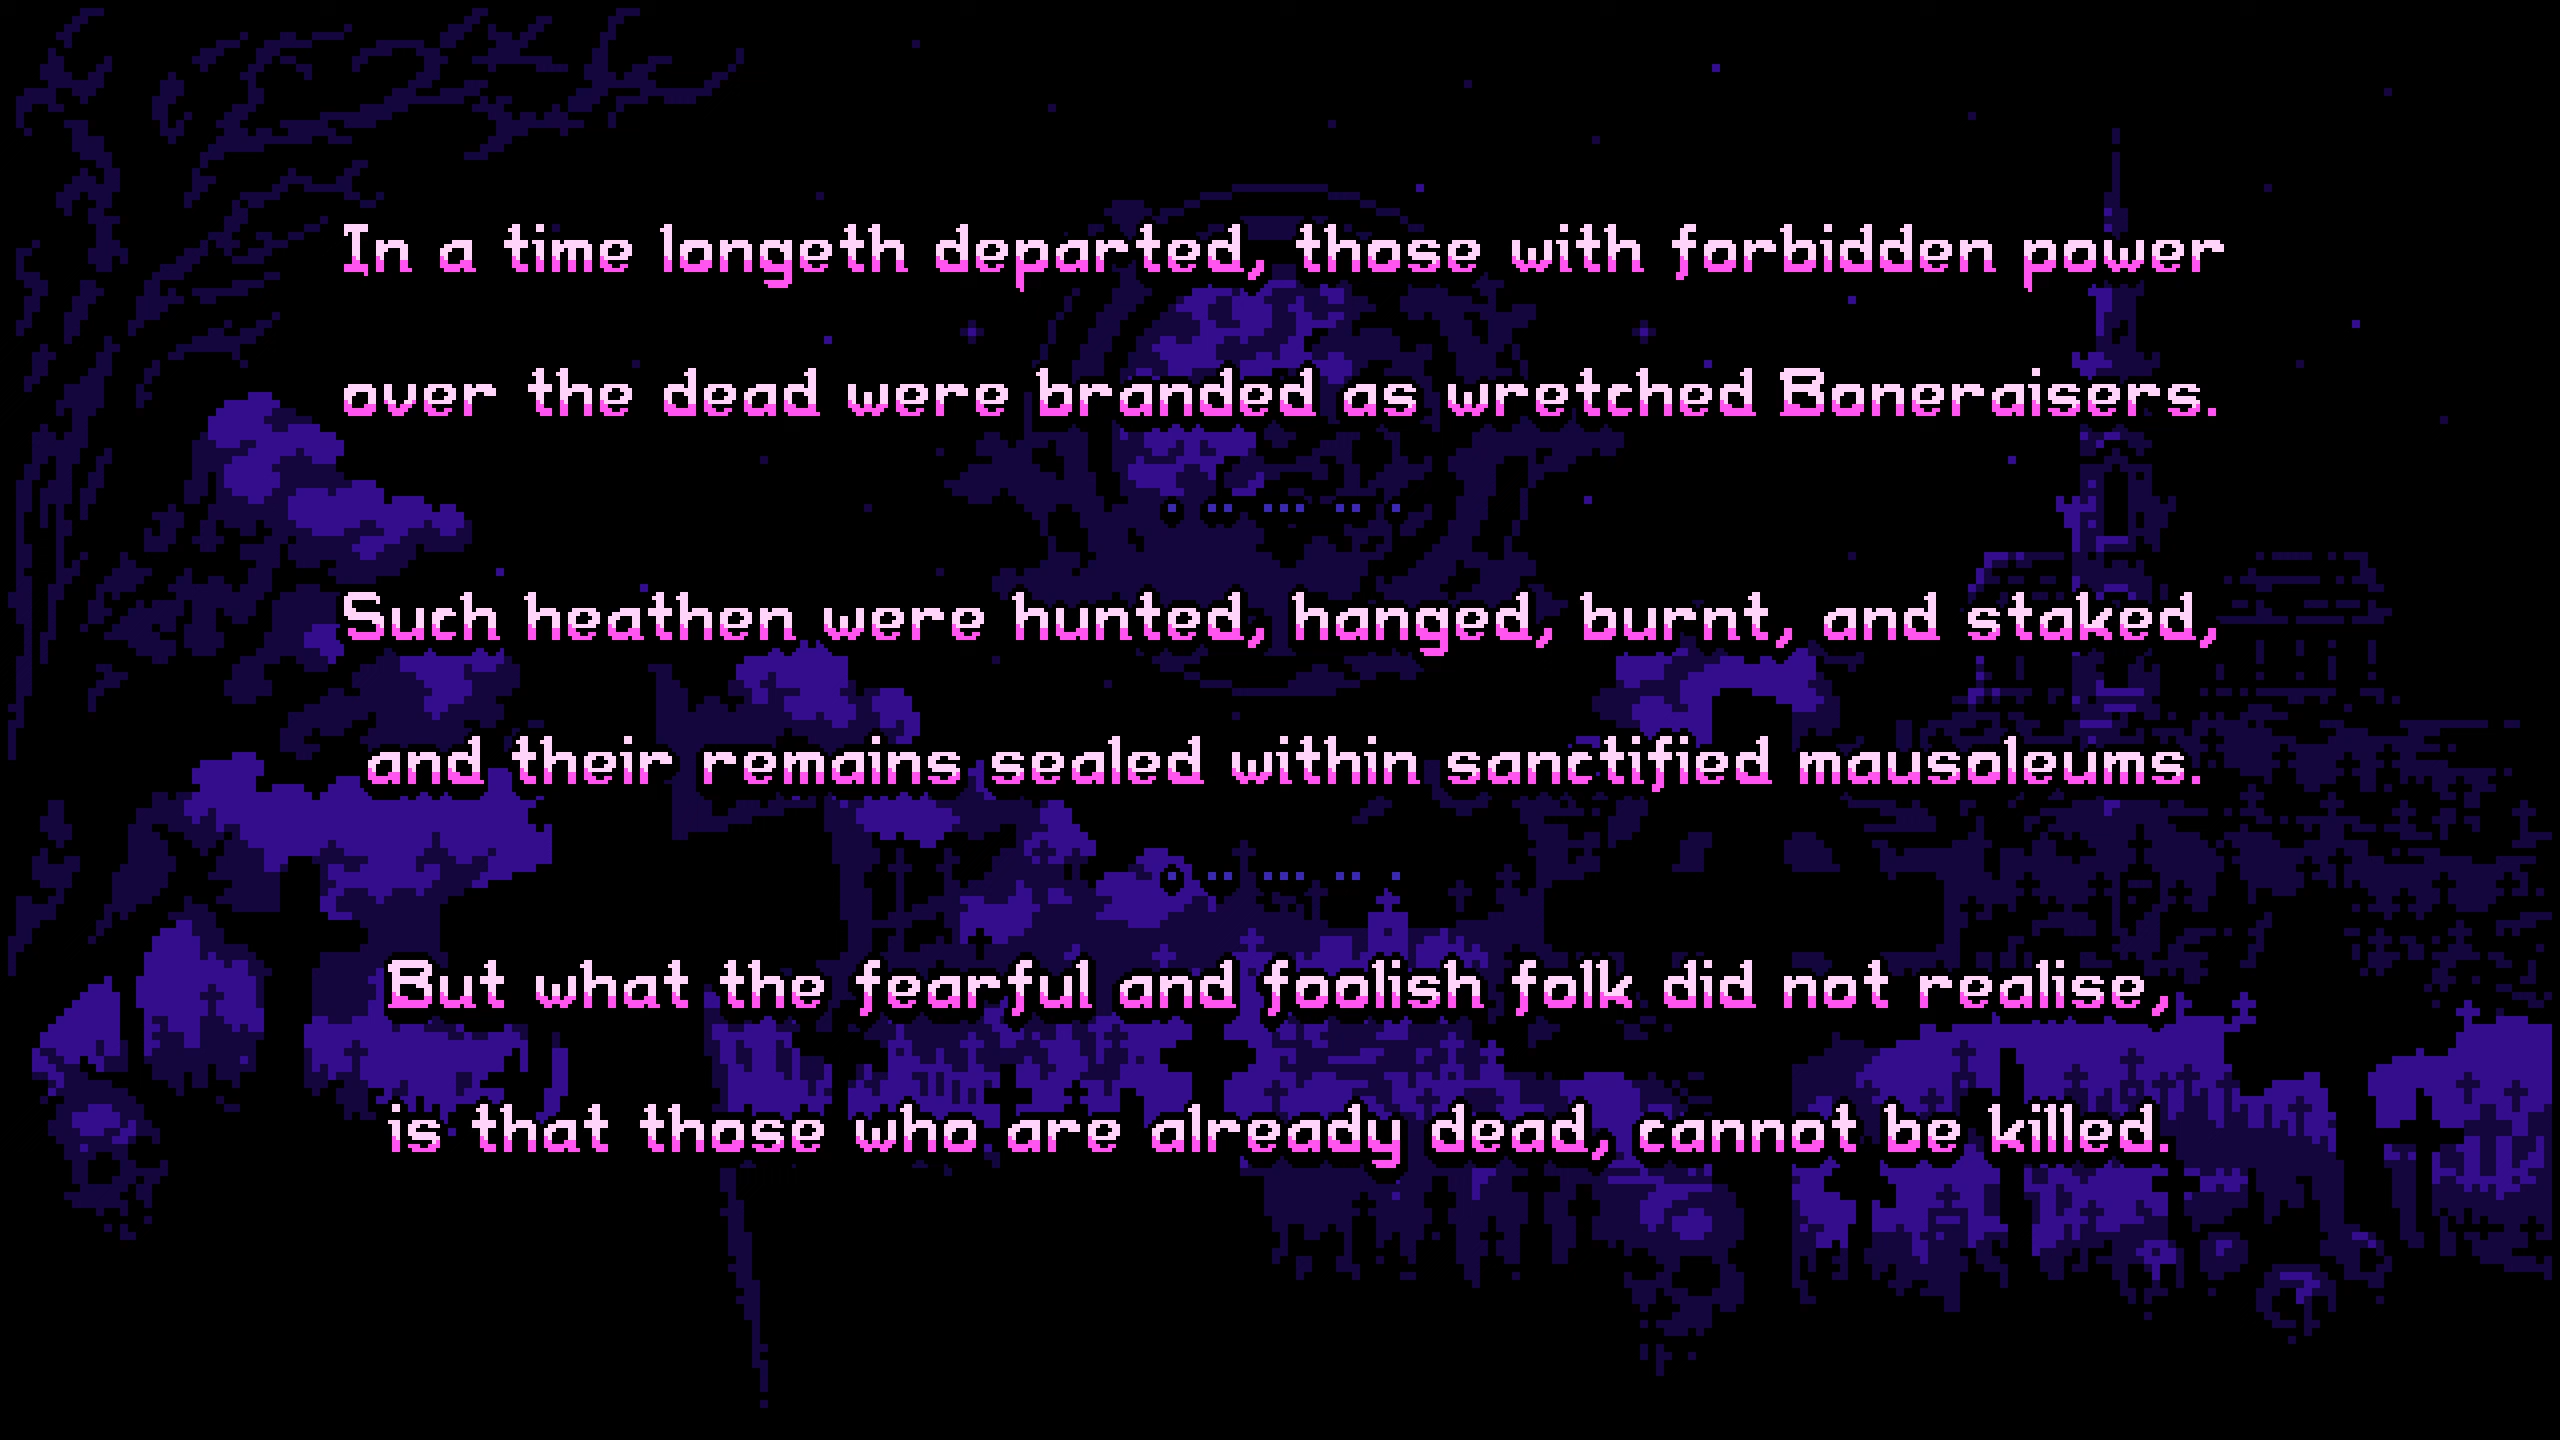 In a time longeth departed, those with forbidden power
over the dead were branded as wretched Boneraisers.
Such heathen were hunted, hanged, burnt, and staked,
and their remains sealed within sanctified mausoleums.
But what the fearful and foolish folk did not realise,
is that those who are already dead, cannot be killed.